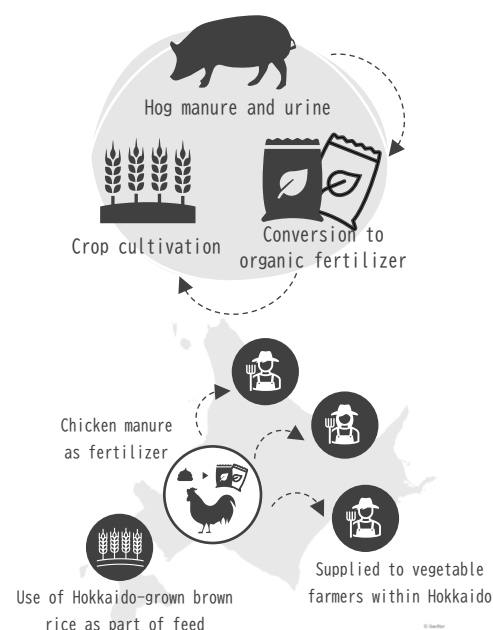 Hog manure and urine
Conversion to
organic fertilizer
Crop cultivation
Chicken manure
as fertilizer
Supplied to vegetable
farmers within Hokkaido
Use of Hokkaido-grown brown
rice as part of feed